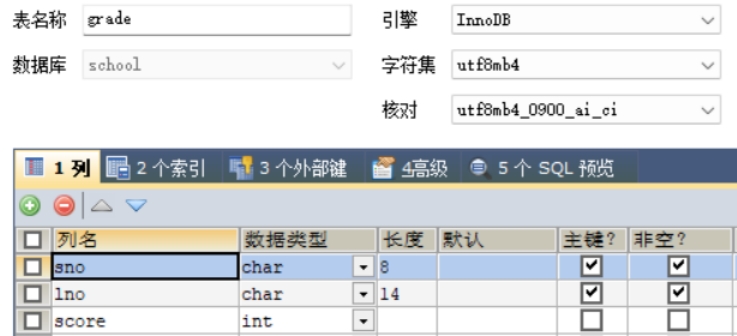 表名称 grade 引擎 InnoDB
数据库 school 字符集 utf8mb4
核对 utf8mb4_0900_ai_ci
1 列 2 个索引 3 个外部键 4高级 5 个 SQL 预览
列名 数据类型 长度 默认 主键? 非空?
sno char 8
lno char 14
score int